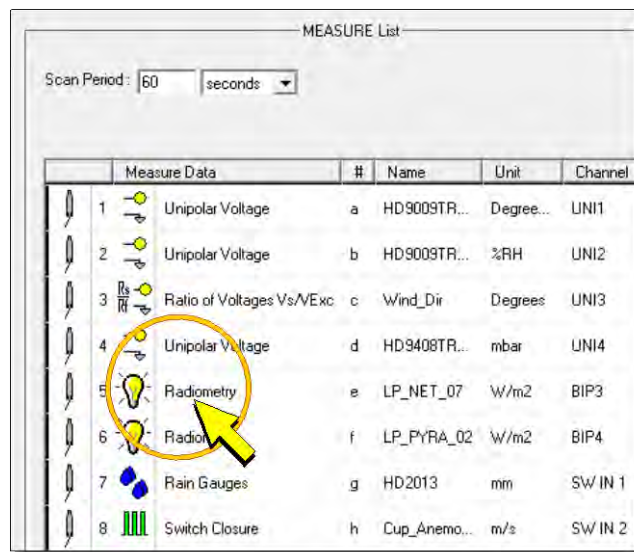 MEASURE List
Scan Period : 60 seconds
Measure Data # Name Unit Channel
1 Unipolar Voltage a HD9009TR... Degree... UNI1
2 Unipolar Voltage b HD9009TR... %RH UNI2
3 Rs Rf Ratio of Voltages Vs/VExc c Wind_Dir Degrees UNI3
4 Unipolar Voltage d HD9408TR... mbar UNI4
5 Radiometry e LP_NET_07 W/m2 BIP3
6 f LP_PYRA_02 W/m2 BIP4
7 Rain Gauges g HD2013 mm SW IN 1
8 Switch Closure h Cup_Anemo... m/s SW IN 2